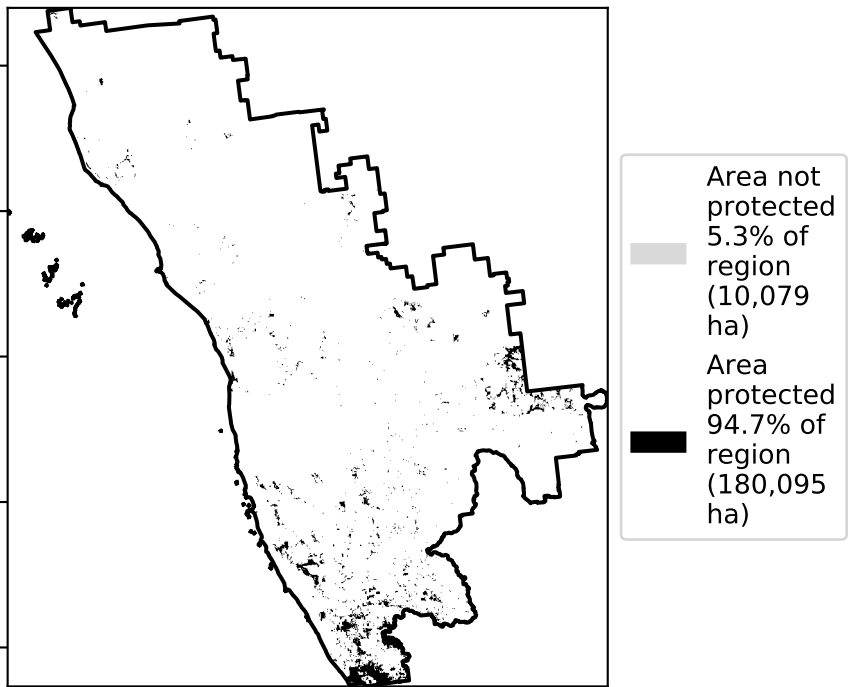 Area not
protected
5.3% of
region
(10,079
ha)
Area
protected
94.7% of
region
(180,095
ha)